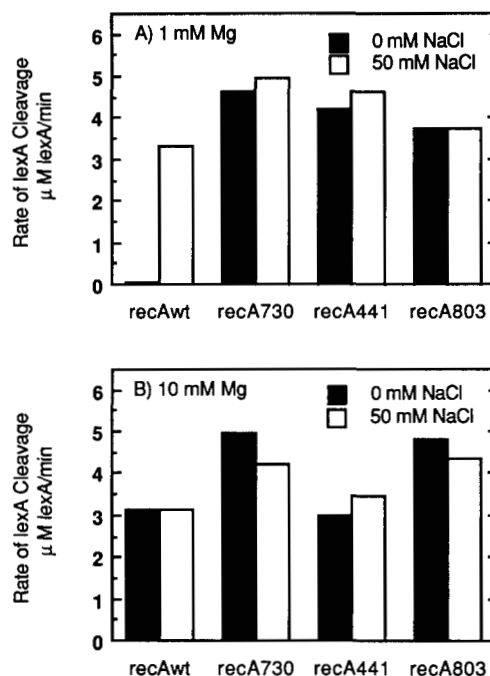 A) 1 mM Mg
0 mM NaCl
50 mM NaCl
Rate of lexA Cleavage
μ M lexA/min
6
5
4
3
2
1
0
recAwt recA730 recA441 recA803
B) 10 mM Mg
0 mM NaCl
50 mM NaCl
Rate of lexA Cleavage
μ M lexA/min
6
5
4
3
2
1
0
recAwt recA730 recA441 recA803